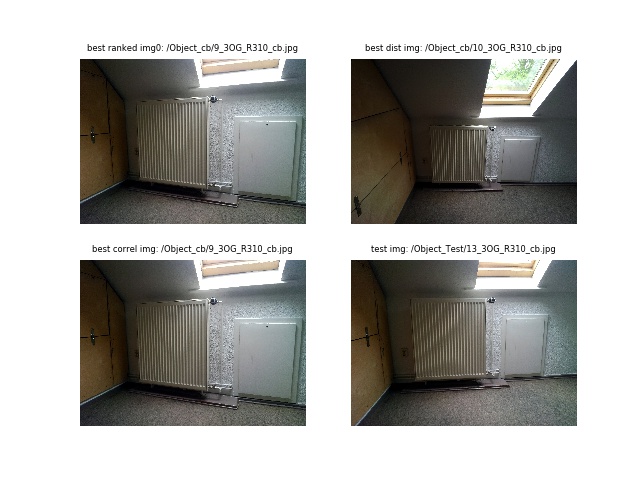 best ranked img0: /Object_cb/9_3OG_R310_cb.jpg
best dist img: /Object_cb/10_3OG_R310_cb.jpg
best correl img: /Object_cb/9_3OG_R310_cb.jpg
test img: /Object_Test/13_3OG_R310_cb.jpg